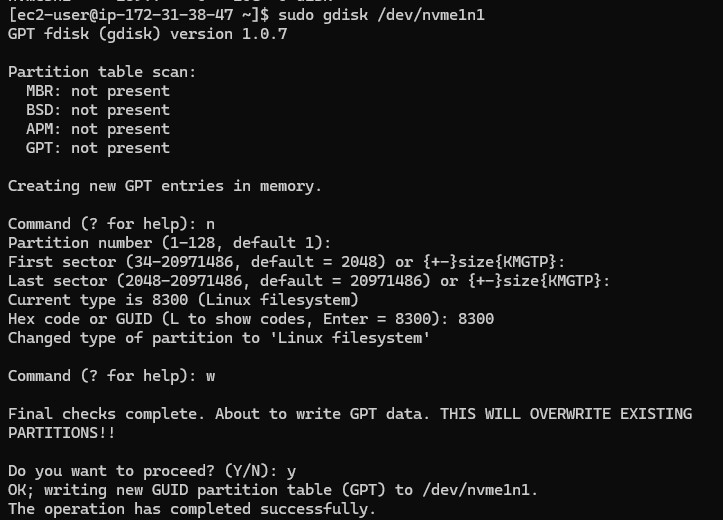 [ec2-user@ip-172-31-38-47 ~]$ sudo gdisk /dev/nvme1n1
GPT fdisk (gdisk) version 1.0.7
Partition table scan:
MBR: not present
BSD: not present
APM: not present
GPT: not present
Creating new GPT entries in memory.
Command (? for help): n
Partition number (1-128, default 1):
First sector (34-20971486, default = 2048) or {+-}size{KMGTP}:
Last sector (2048-20971486, default = 20971486) or {+-}size{KMGTP}:
Current type is 8300 (Linux filesystem)
Hex code or GUID (L to show codes, Enter = 8300): 8300
Changed type of partition to 'Linux filesystem'
Command (? for help): w
Final checks complete. About to write GPT data. THIS WILL OVERWRITE EXISTING
PARTITIONS!!
Do you want to proceed? (Y/N): y
OK; writing new GUID partition table (GPT) to /dev/nvme1n1.
The operation has completed successfully.